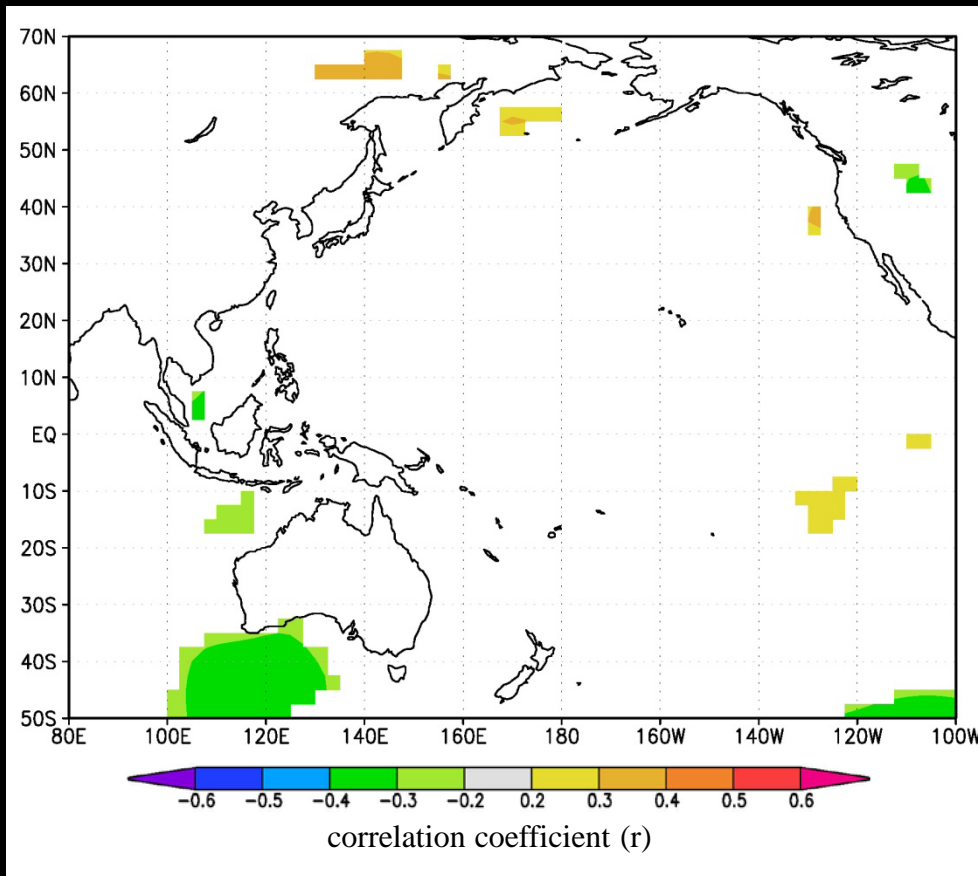 70N
60N
50N
40N
30N
20N
10N
EQ
10S
20S
30S
40S
50S
80E 100E 120E 140E 160E 180 160W 140W 120W 100W
-0.6 -0.5 -0.4 -0.3 -0.2 0.2 0.3 0.4 0.5 0.6
correlation coefficient (r)